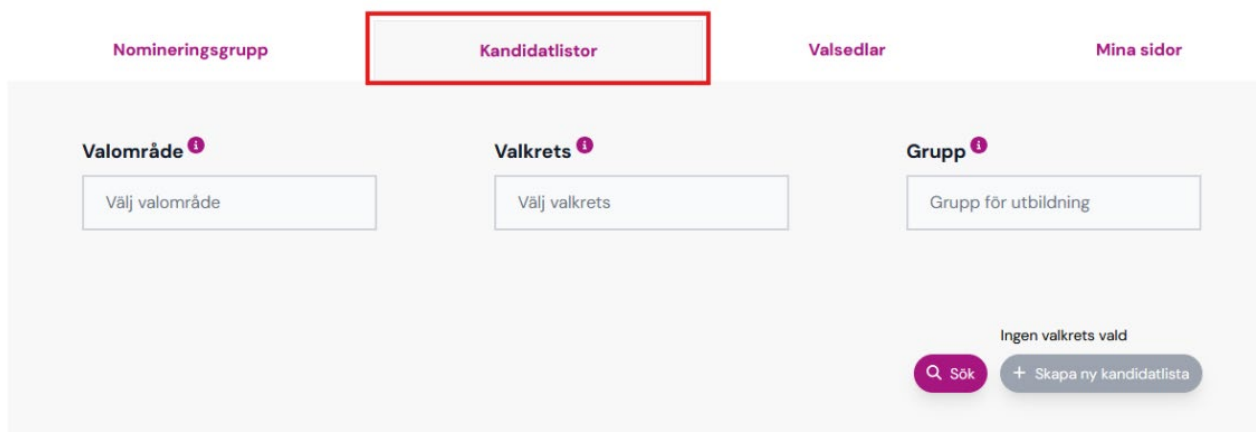 Nomineringsgrupp
Kandidatlistor
Valsedlar
Mina sidor
Valområde
Valkrets
Grupp
Välj valområde
Välj valkrets
Grupp för utbildning
Ingen valkrets vald
Sök
+ Skapa ny kandidatlista